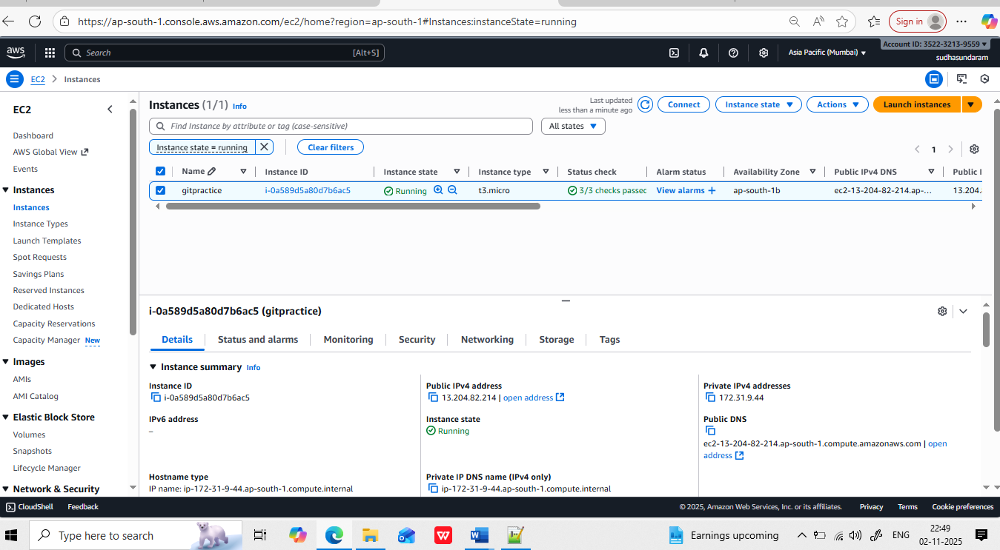 https://ap-south-1.console.aws.amazon.com/ec2/home?region=ap-south-1#Instances:instanceState=running
Sign in
aws
Search [Alt+S]
Asia Pacific (Mumbai)
Account ID: 3522-3213-9559
sudhasundaram
EC2 > Instances
EC2
Dashboard
AWS Global View
Events
Instances
Instances
Instance Types
Launch Templates
Spot Requests
Savings Plans
Reserved Instances
Dedicated Hosts
Capacity Reservations
Capacity Manager New
Images
AMIs
AMI Catalog
Elastic Block Store
Volumes
Snapshots
Lifecycle Manager
Network & Security
Instances (1/1) Info
Last updated
less than a minute ago
Connect
Instance state
Actions
Launch instances
Find Instance by attribute or tag (case-sensitive)
All states
Instance state = running
Clear filters
1
Name Instance ID Instance state Instance type Status check Alarm status Availability Zone Public IPv4 DNS Public I
gitpractice i-0a589d5a80d7b6ac5 Running t3.micro 3/3 checks passed View alarms + ap-south-1b ec2-13-204-82-214.ap-... 13.204.
i-0a589d5a80d7b6ac5 (gitpractice)
Details Status and alarms Monitoring Security Networking Storage Tags
Instance summary Info
Instance ID
i-0a589d5a80d7b6ac5
Public IPv4 address
13.204.82.214 | open address
Private IPv4 addresses
172.31.9.44
IPv6 address
–
Instance state
Running
Public DNS
ec2-13-204-82-214.ap-south-1.compute.amazonaws.com | open
address
Hostname type
IP name: ip-172-31-9-44.ap-south-1.compute.internal
Private IP DNS name (IPv4 only)
ip-172-31-9-44.ap-south-1.compute.internal
CloudShell Feedback
© 2025, Amazon Web Services, Inc. or its affiliates. Privacy Terms Cookie preferences
Type here to search
Earnings upcoming
ENG
22:49
02-11-2025